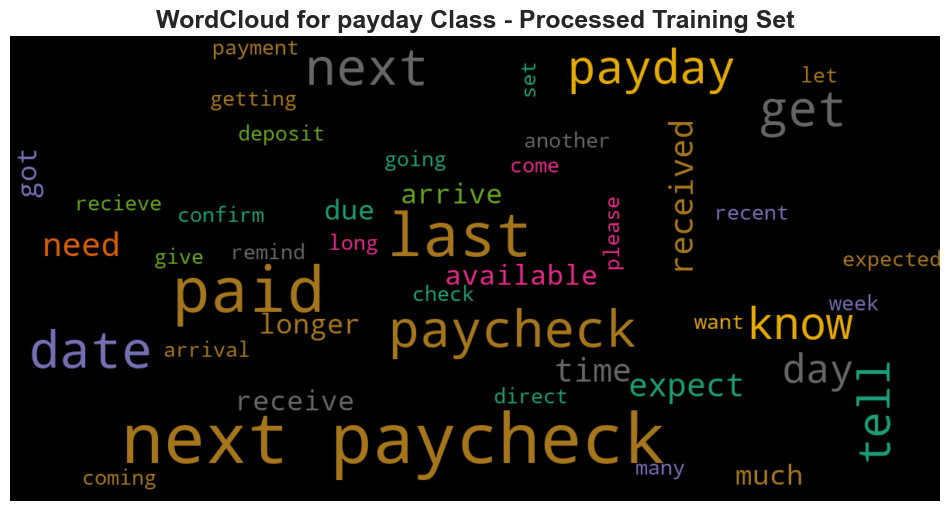 WordCloud for payday Class - Processed Training Set
payment
next
set
payday
let
getting
get
deposit
another
received
going
come
got
arrive
recieve
confirm
due
please
recent
last
need
long
give
remind
expected
available
paid
check
week
longer
paycheck
want
know
date
arrival
time
day
expect
tell
receive
direct
next paycheck
many
much
coming